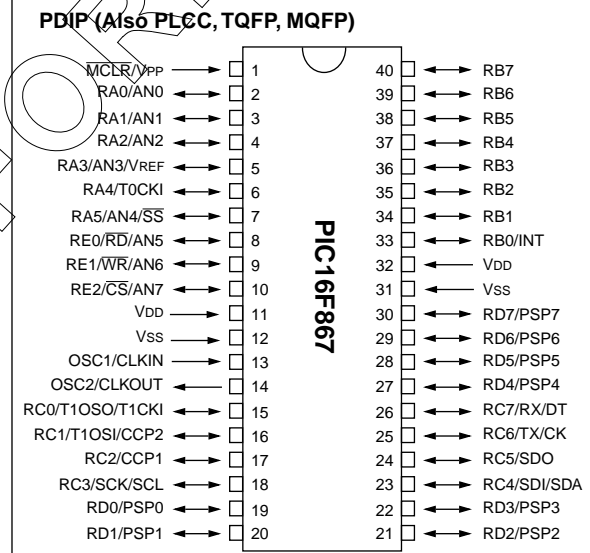 PDIP (Also PLCC, TQFP, MQFP)
MCLR/VPP 1 40 RB7
RA0/AN0 2 39 RB6
RA1/AN1 3 38 RB5
RA2/AN2 4 37 RB4
RA3/AN3/VREF 5 36 RB3
RA4/T0CKI 6 35 RB2
RA5/AN4/SS 7 34 RB1
RE0/RD/AN5 8 33 RB0/INT
RE1/WR/AN6 9 32 VDD
RE2/CS/AN7 10 31 VSS
VDD 11 30 RD7/PSP7
VSS 12 29 RD6/PSP6
OSC1/CLKIN 13 28 RD5/PSP5
OSC2/CLKOUT 14 27 RD4/PSP4
RC0/T1OSO/T1CKI 15 26 RC7/RX/DT
RC1/T1OSI/CCP2 16 25 RC6/TX/CK
RC2/CCP1 17 24 RC5/SDO
RC3/SCK/SCL 18 23 RC4/SDI/SDA
RD0/PSP0 19 22 RD3/PSP3
RD1/PSP1 20 21 RD2/PSP2
PIC16F867